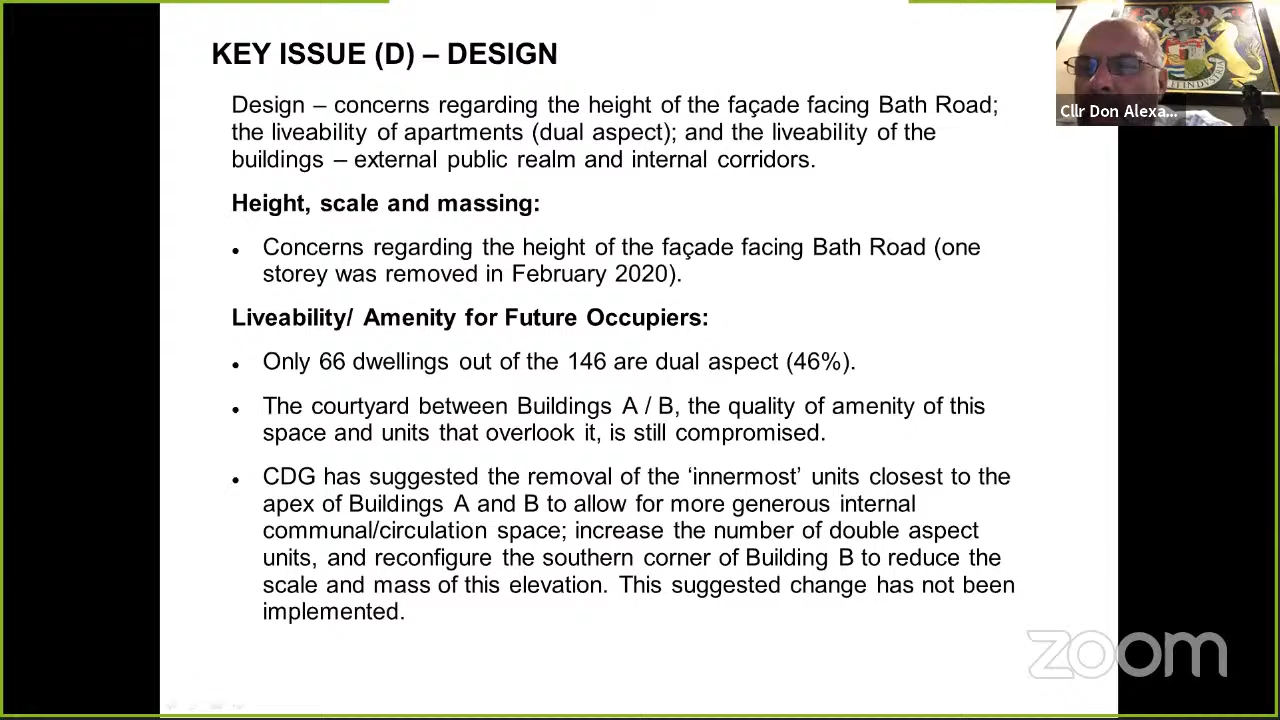 KEY ISSUE (D) – DESIGN
Design – concerns regarding the height of the façade facing Bath Road;
the liveability of apartments (dual aspect); and the liveability of the
buildings – external public realm and internal corridors.
Height, scale and massing:
• Concerns regarding the height of the façade facing Bath Road (one
storey was removed in February 2020).
Liveability/ Amenity for Future Occupiers:
• Only 66 dwellings out of the 146 are dual aspect (46%).
• The courtyard between Buildings A / B, the quality of amenity of this
space and units that overlook it, is still compromised.
• CDG has suggested the removal of the ‘innermost’ units closest to the
apex of Buildings A and B to allow for more generous internal
communal/circulation space; increase the number of double aspect
units, and reconfigure the southern corner of Building B to reduce the
scale and mass of this elevation. This suggested change has not been
implemented.
Cllr Don Alexa...
zoom